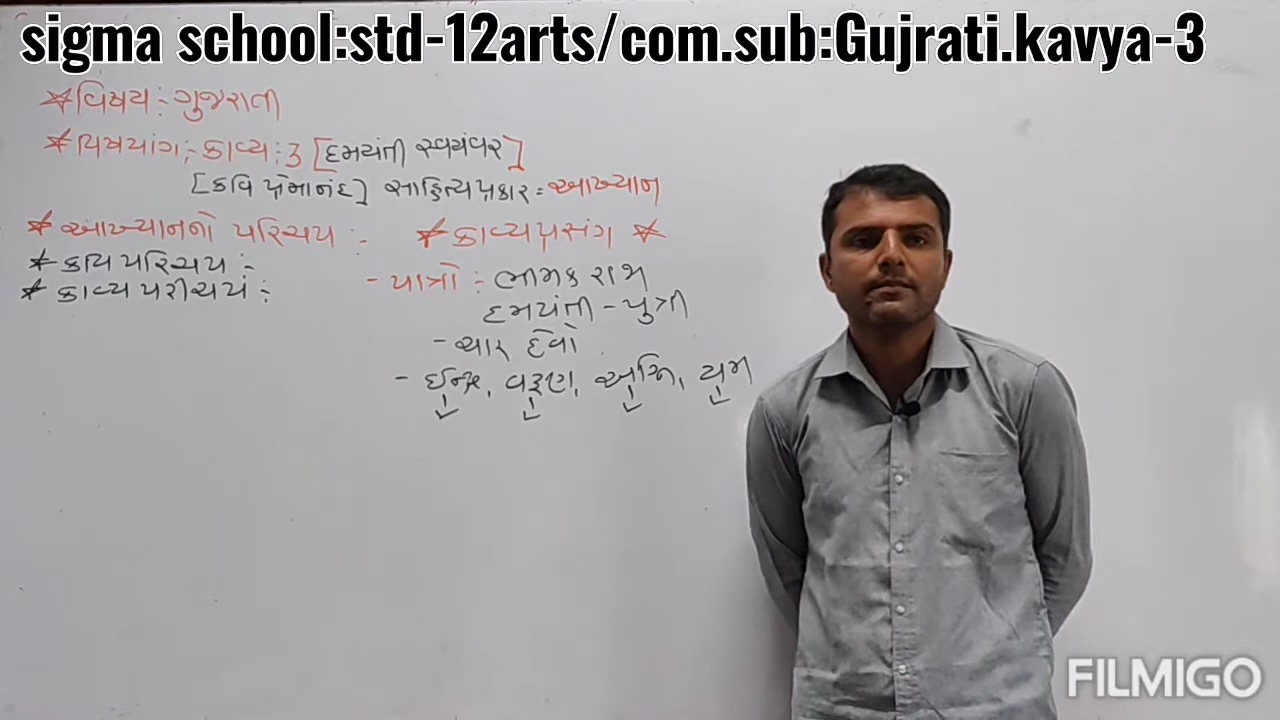 sigma school:std-12arts/com.sub:Gujrati.kavya-3
* વિષય :- ગુજરાતી
* વિષયાંગ :- કાવ્ય : 3 [દમયંતી સ્વયંવર]
[કવિ પ્રેમાનંદ] સાહિત્યપ્રકાર = આખ્યાન
* આખ્યાનનો પરિચય :-
* કવિ પરિચય :-
* કાવ્ય પરીચય :-
* કાવ્યપ્રસંગ *
- પાત્રો :- ભીમક રાજા
દમયંતી - પુત્રી
- ચાર દેવો
- ઈન્દ્ર, વરૂણ, અગ્નિ, યમ
FILMIGO